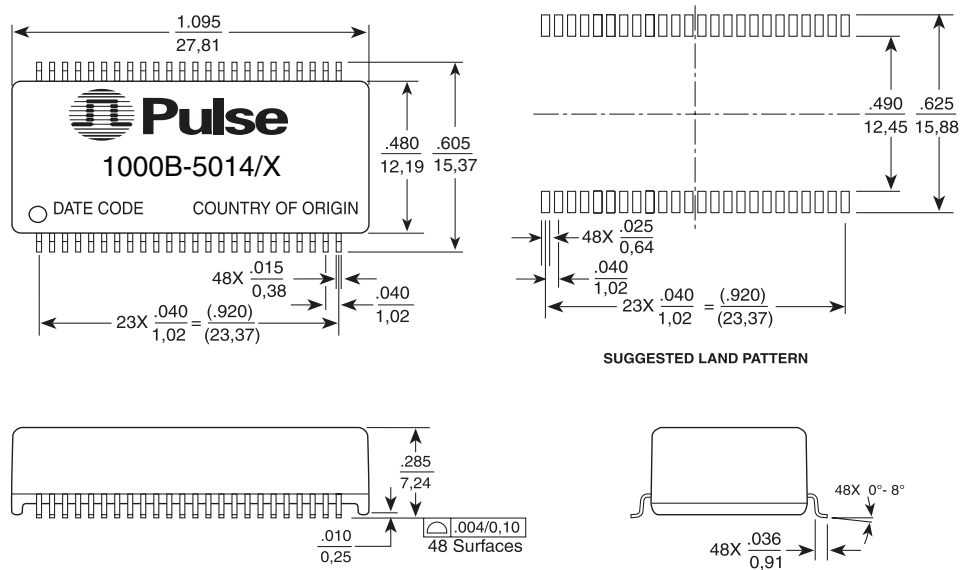 1.095
27,81
Pulse
1000B-5014/X
DATE CODE COUNTRY OF ORIGIN
.480
12,19
.605
15,37
48X .015
0,38
.040
1,02
23X .040 = (.920)
1,02 (23,37)
.490
12,45
.625
15,88
48X .025
0,64
.040
1,02
23X .040 = (.920)
1,02 (23,37)
SUGGESTED LAND PATTERN
.285
7,24
.010
0,25
.004/0,10
48 Surfaces
48X 0°- 8°
48X .036
0,91